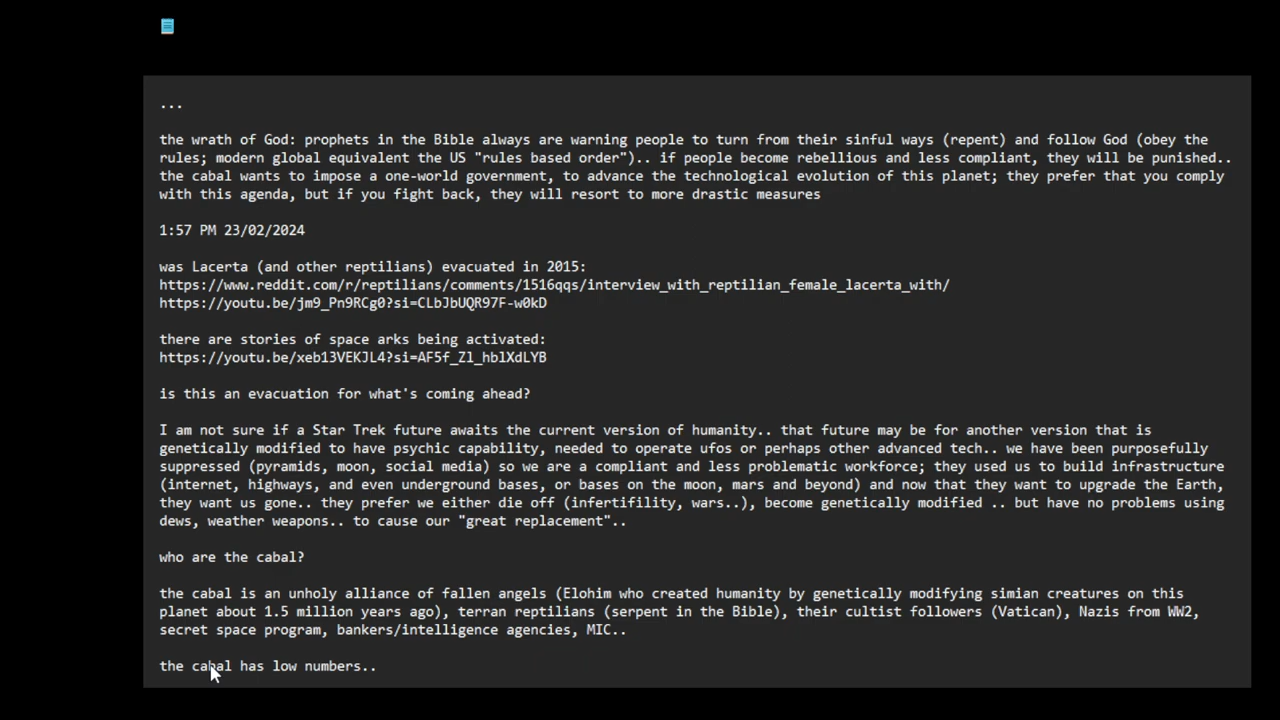 ...
the wrath of God: prophets in the Bible always are warning people to turn from their sinful ways (repent) and follow God (obey the
rules; modern global equivalent the US "rules based order").. if people become rebellious and less compliant, they will be punished..
the cabal wants to impose a one-world government, to advance the technological evolution of this planet; they prefer that you comply
with this agenda, but if you fight back, they will resort to more drastic measures
1:57 PM 23/02/2024
was Lacerta (and other reptilians) evacuated in 2015:
https://www.reddit.com/r/reptilians/comments/1516qqs/interview_with_reptilian_female_lacerta_with/
https://youtu.be/jm9_Pn9RCg0?si=CLbJbUQR97F-w0kD
there are stories of space arks being activated:
https://youtu.be/xeb13VEKJL4?si=AF5f_Zl_hblXdLYB
is this an evacuation for what's coming ahead?
I am not sure if a Star Trek future awaits the current version of humanity.. that future may be for another version that is
genetically modified to have psychic capability, needed to operate ufos or perhaps other advanced tech.. we have been purposefully
suppressed (pyramids, moon, social media) so we are a compliant and less problematic workforce; they used us to build infrastructure
(internet, highways, and even underground bases, or bases on the moon, mars and beyond) and now that they want to upgrade the Earth,
they want us gone.. they prefer we either die off (infertifility, wars..), become genetically modified .. but have no problems using
dews, weather weapons.. to cause our "great replacement"..
who are the cabal?
the cabal is an unholy alliance of fallen angels (Elohim who created humanity by genetically modifying simian creatures on this
planet about 1.5 million years ago), terran reptilians (serpent in the Bible), their cultist followers (Vatican), Nazis from WW2,
secret space program, bankers/intelligence agencies, MIC..
the cabal has low numbers..